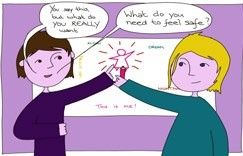 You say this,
but what do
you REALLY
want
What do you
need to feel safe?
DREAM
This is me!